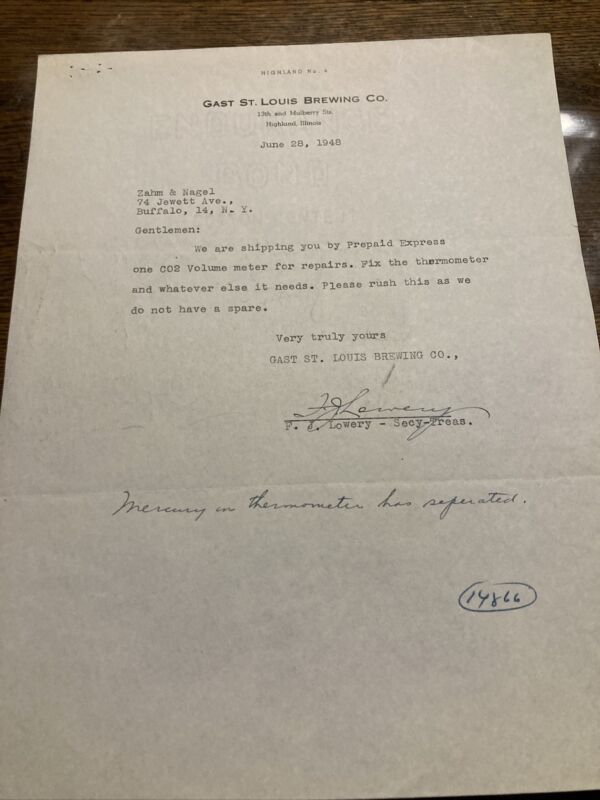 HIGHLAND No. 4
GAST ST. LOUIS BREWING CO.
13th and Mulberry Sts.
Highland, Illinois
June 28, 1948
Zahm & Nagel
74 Jewett Ave.,
Buffalo, 14, N. Y.
Gentlemen:
We are shipping you by Prepaid Express
one CO2 Volume meter for repairs. Fix the thermometer
and whatever else it needs. Please rush this as we
do not have a spare.
Very truly yours
GAST ST. LOUIS BREWING CO.,
F J Lowery
F. J. Lowery - Secy-Treas.
Mercury in thermometer has seperated.
14866